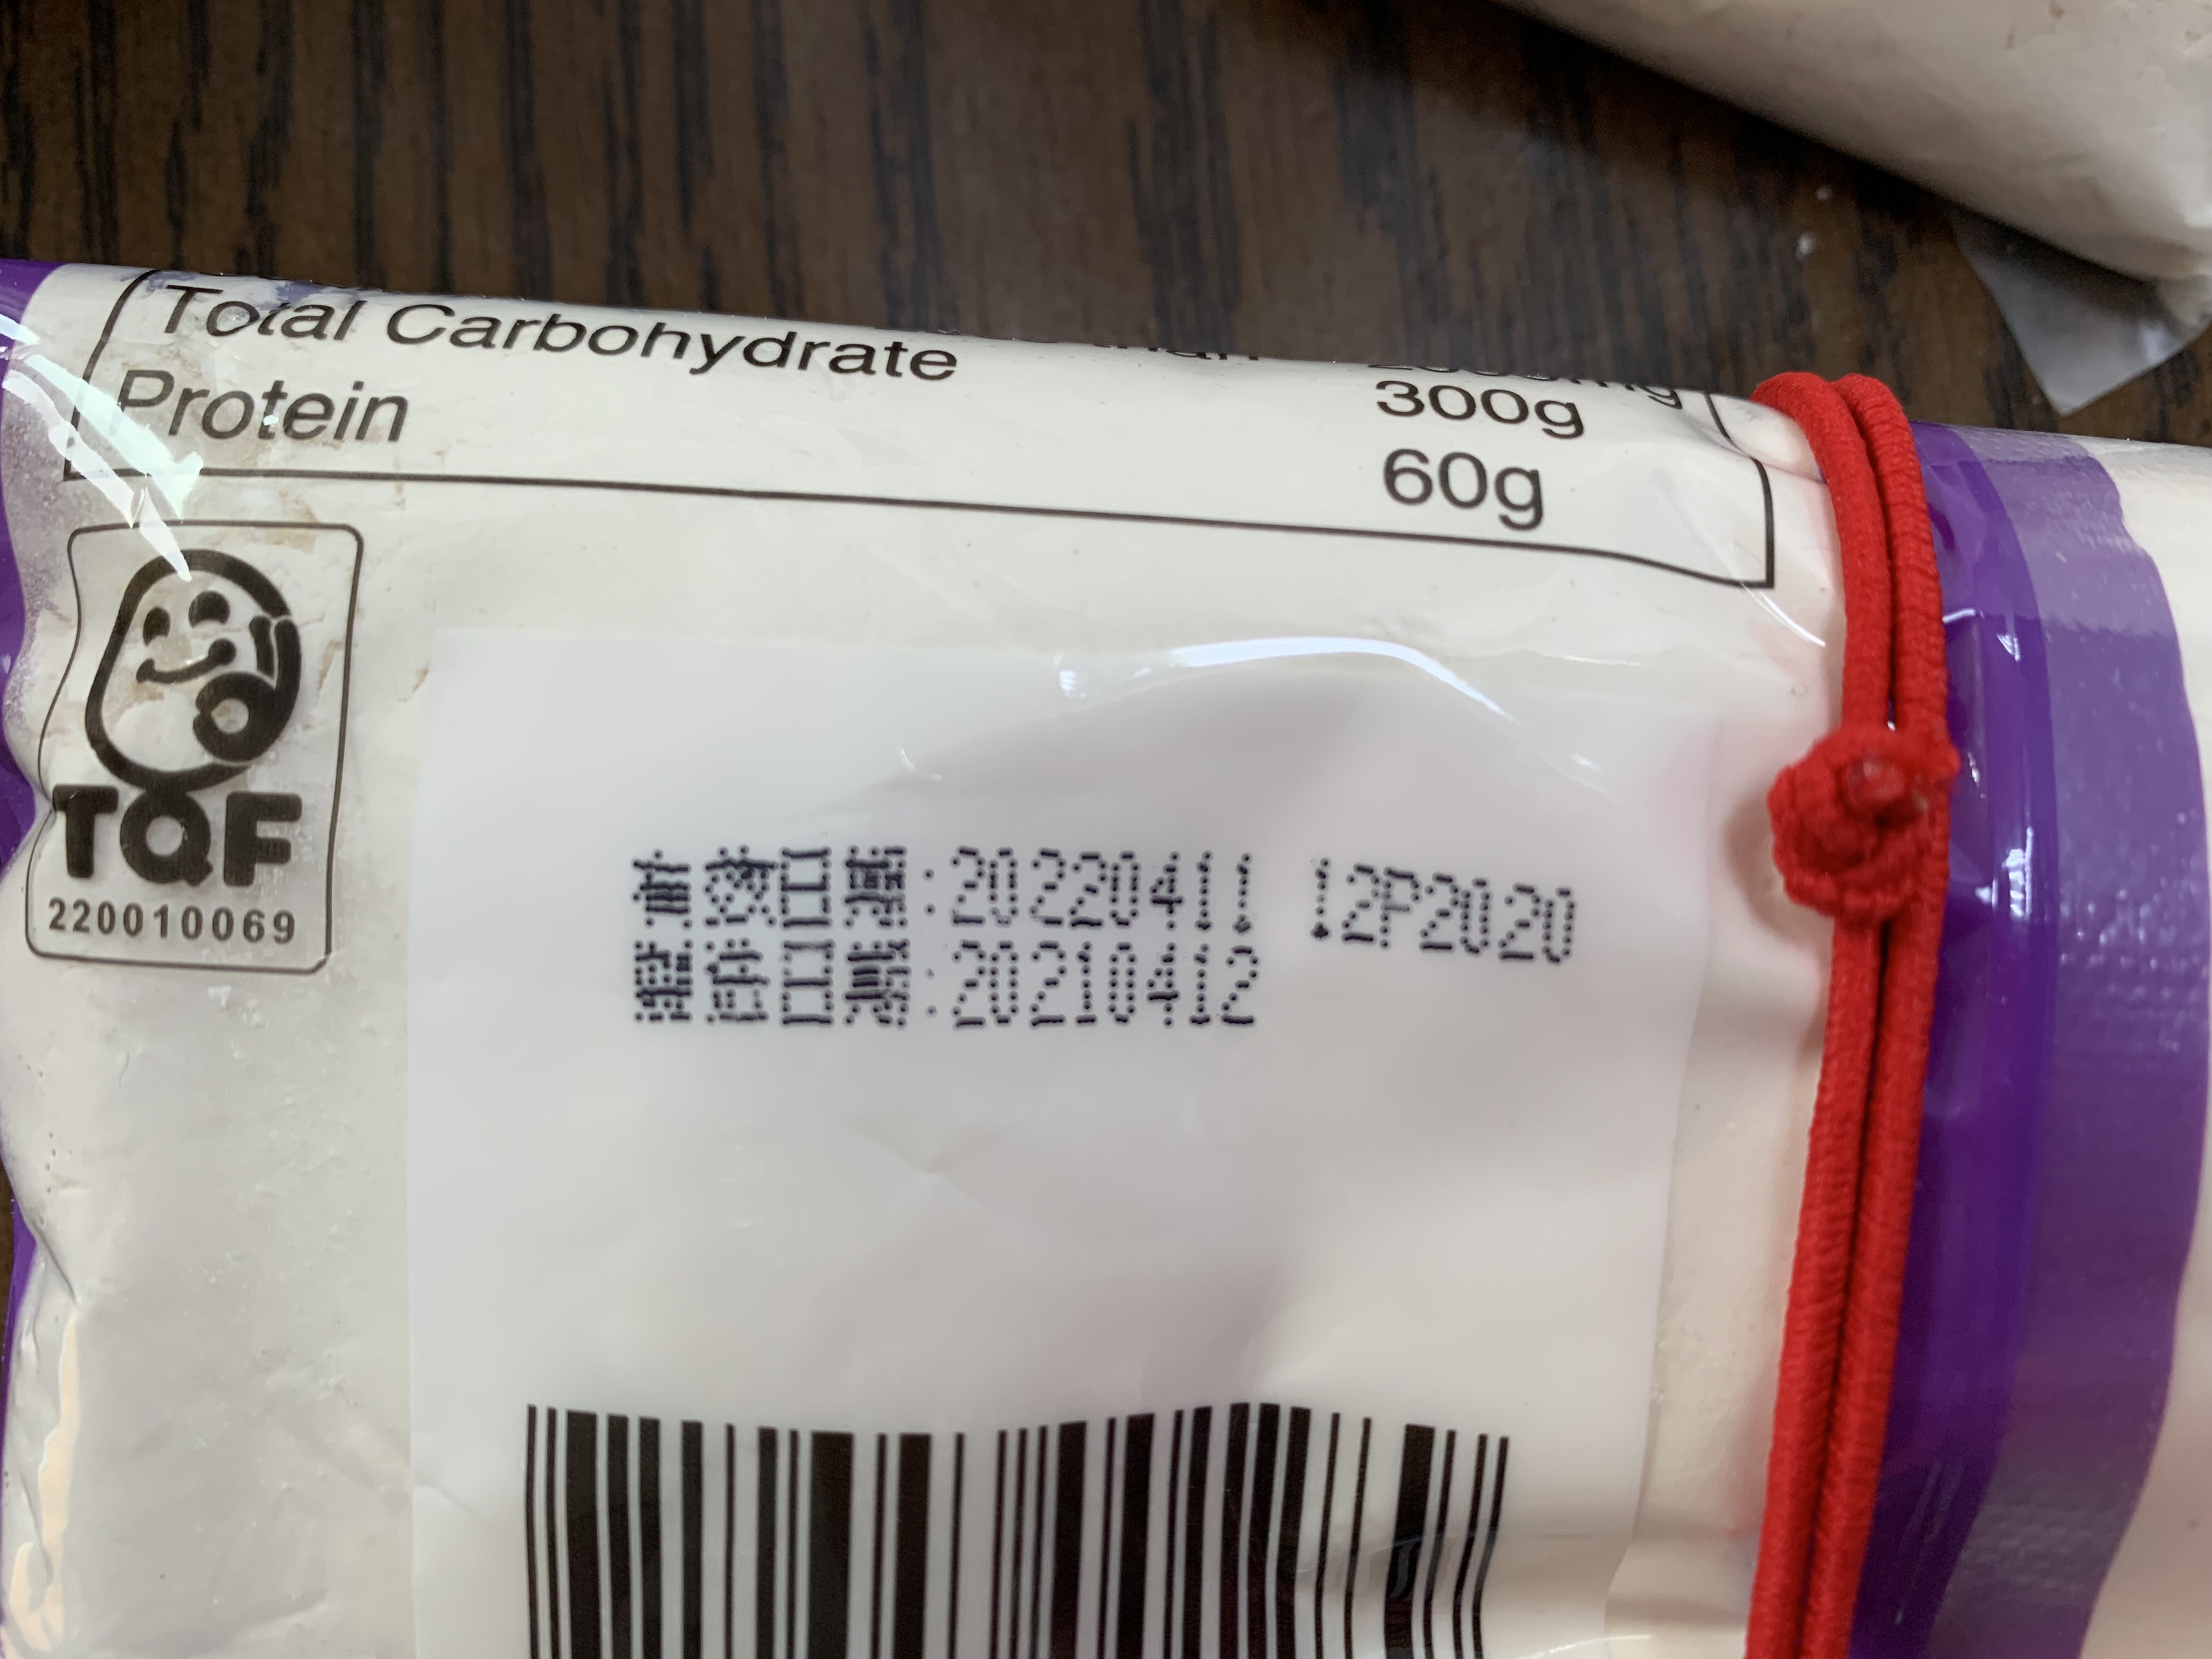 Total Carbohydrate 300g
Protein 60g
TQF
220010069
有效日期:20220411 12P2020
製造日期:20210412